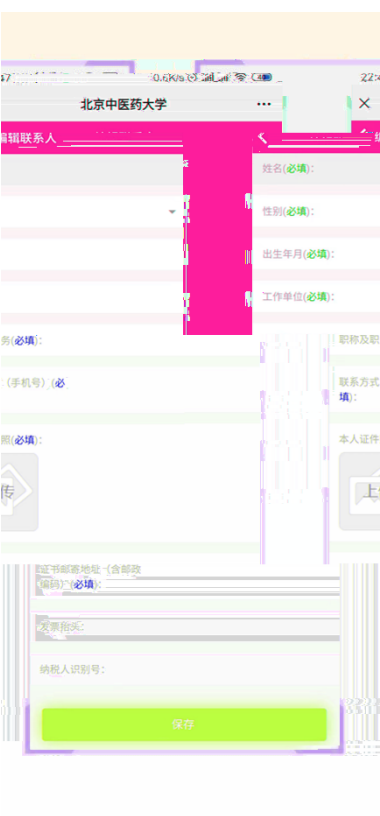 47
0.6K/s
22:4
北京中医药大学
编辑联系人
姓名(必填):
性别(必填):
出生年月(必填):
工作单位(必填):
务(必填):
职称及职
(手机号)(必
联系方式
填):
照(必填):
本人证件
传
上
证书邮寄地址(含邮政
编码) (必填):
发票抬头:
纳税人识别号:
保存